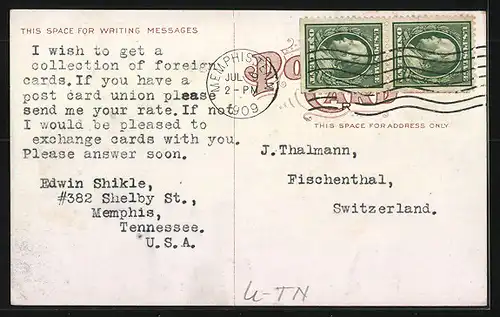 THIS SPACE FOR WRITING MESSAGES
I wish to get a
collection of foreign
cards. If you have a
post card union please
send me your rate. If not
I would be pleased to
exchange cards with you.
Please answer soon.
Edwin Shikle,
#382 Shelby St.,
Memphis,
Tennessee.
U.S.A.
MEMPHIS
JUL
2-PM
1909
THIS SPACE FOR ADDRESS ONLY
J. Thalmann,
Fischenthal,
Switzerland.
U-TN